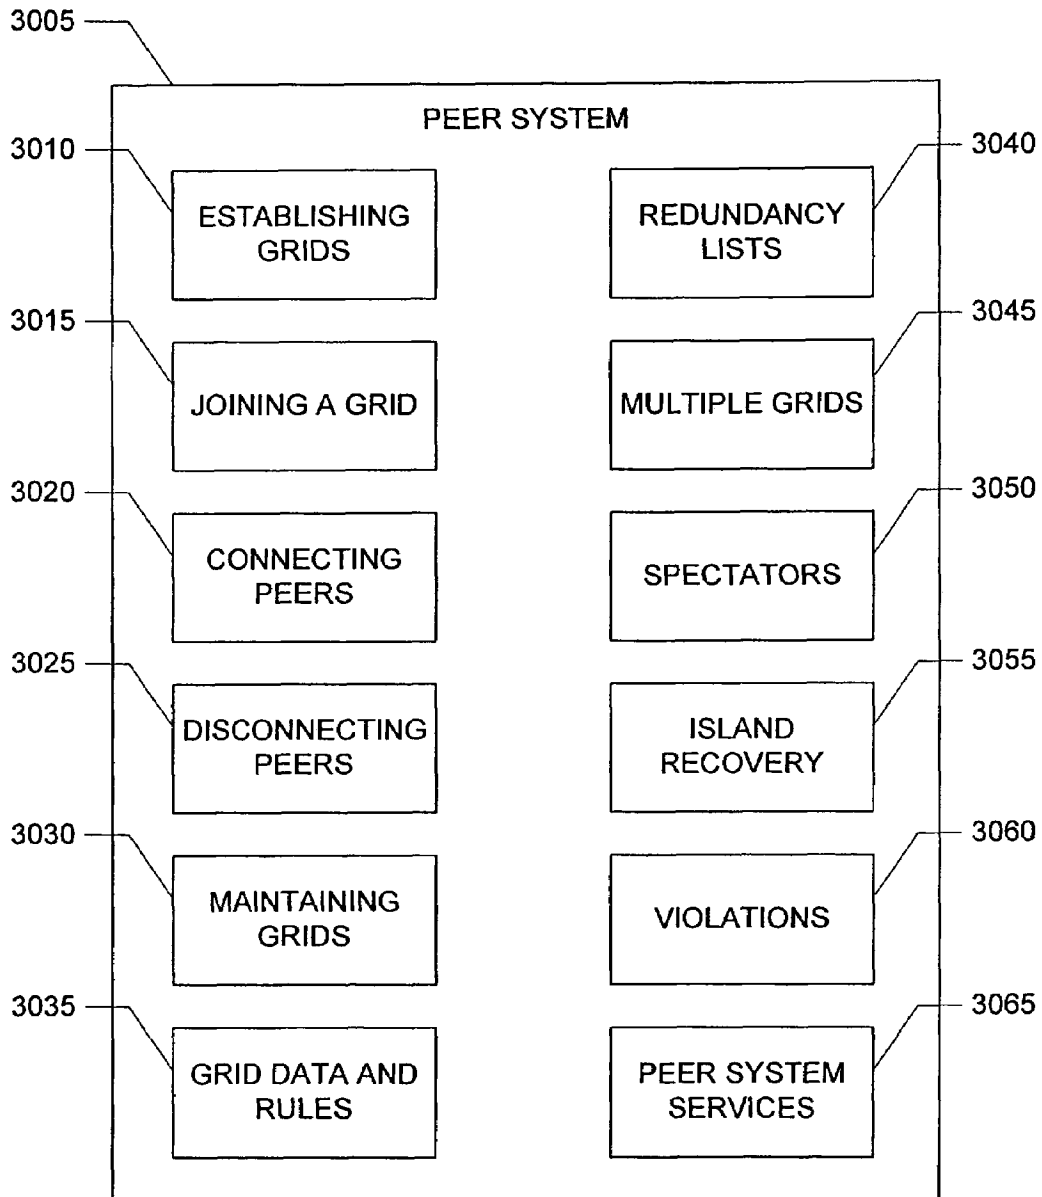 3005
PEER SYSTEM
3010
ESTABLISHING
GRIDS
3040
REDUNDANCY
LISTS
3015
JOINING A GRID
3045
MULTIPLE GRIDS
3020
CONNECTING
PEERS
3050
SPECTATORS
3025
DISCONNECTING
PEERS
3055
ISLAND
RECOVERY
3030
MAINTAINING
GRIDS
3060
VIOLATIONS
3035
GRID DATA AND
RULES
3065
PEER SYSTEM
SERVICES